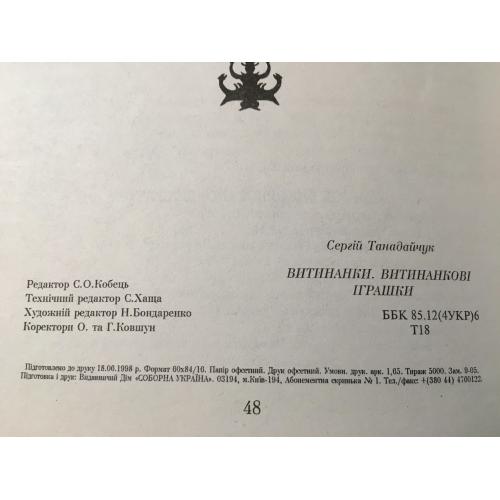 Сергій Танадайчук
ВИТИНАНКИ. ВИТИНАНКОВІ
ІГРАШКИ
ББК 85.12(4УКР)6
Т18
Редактор С.О.Кобець
Технічний редактор С.Хаща
Художній редактор Н.Бондаренко
Коректори О. та Г.Ковшун
Підготовлено до друку 18.06.1998 р. Формат 60x84/16. Папір офсетний. Друк офсетний. Умовн. друк. арк. 1,65. Тираж 5000. Зам. 9-05.
Підготовка і друк: Видавничий Дім «СОБОРНА УКРАЇНА». 03194, м.Київ-194, Абонементна скринька № 1. Тел./факс +(380 44) 4700122.
48